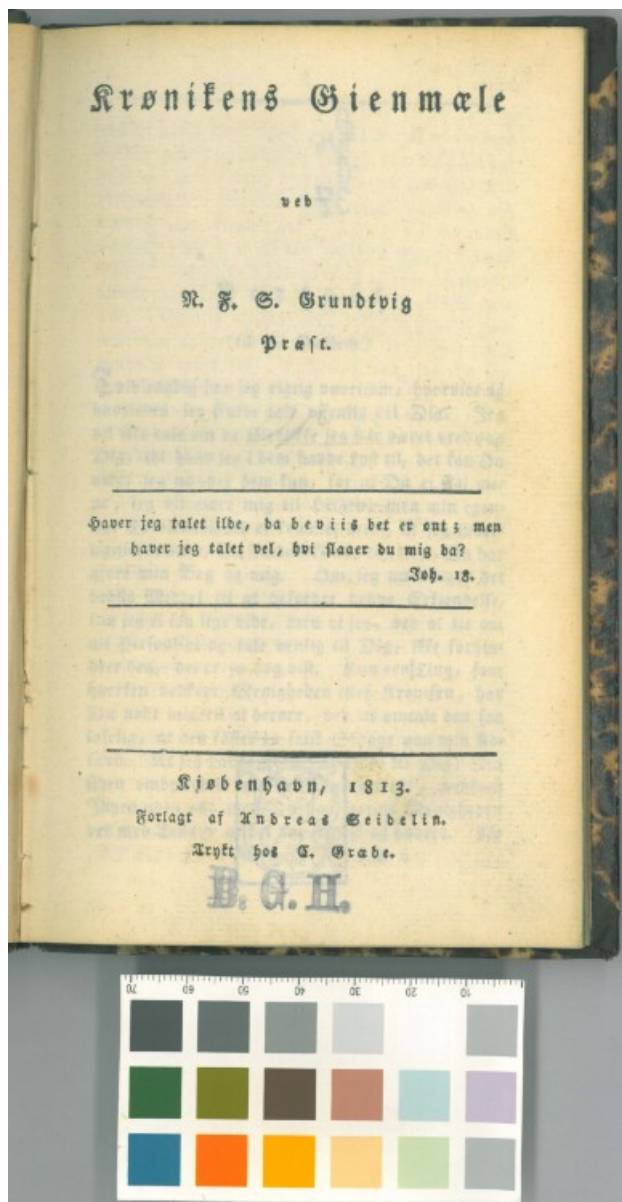 Krønikens Gienmæle
ved
N. F. S. Grundtvig
Præst.
Haver jeg talet ilde, da beviis det er ont; men
haver jeg talet vel, hvi slaaer du mig da?
Joh. 18.
Kjøbenhavn, 1813.
Forlagt af Andreas Seidelin.
Trykt hos C. Græbe.
B. G. H.
70 60 50 40 30 20 10